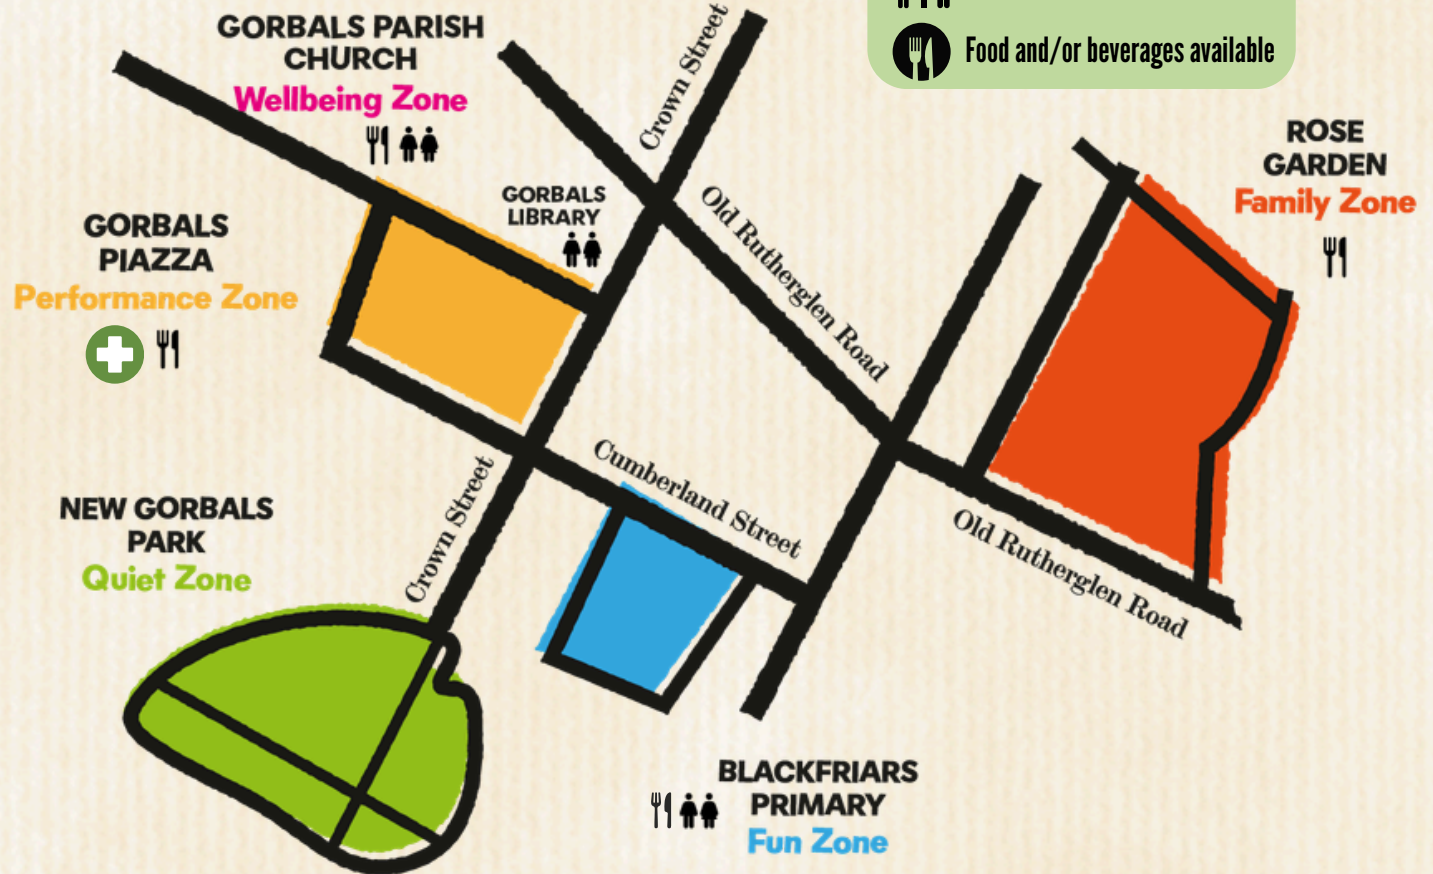 Food and/or beverages available
GORBALS PARISH
CHURCH
Wellbeing Zone
Crown Street
ROSE
GARDEN
Family Zone
GORBALS
LIBRARY
Old Rutherglen Road
GORBALS
PIAZZA
Performance Zone
Cumberland Street
Crown Street
NEW GORBALS
PARK
Quiet Zone
Old Rutherglen Road
BLACKFRIARS
PRIMARY
Fun Zone